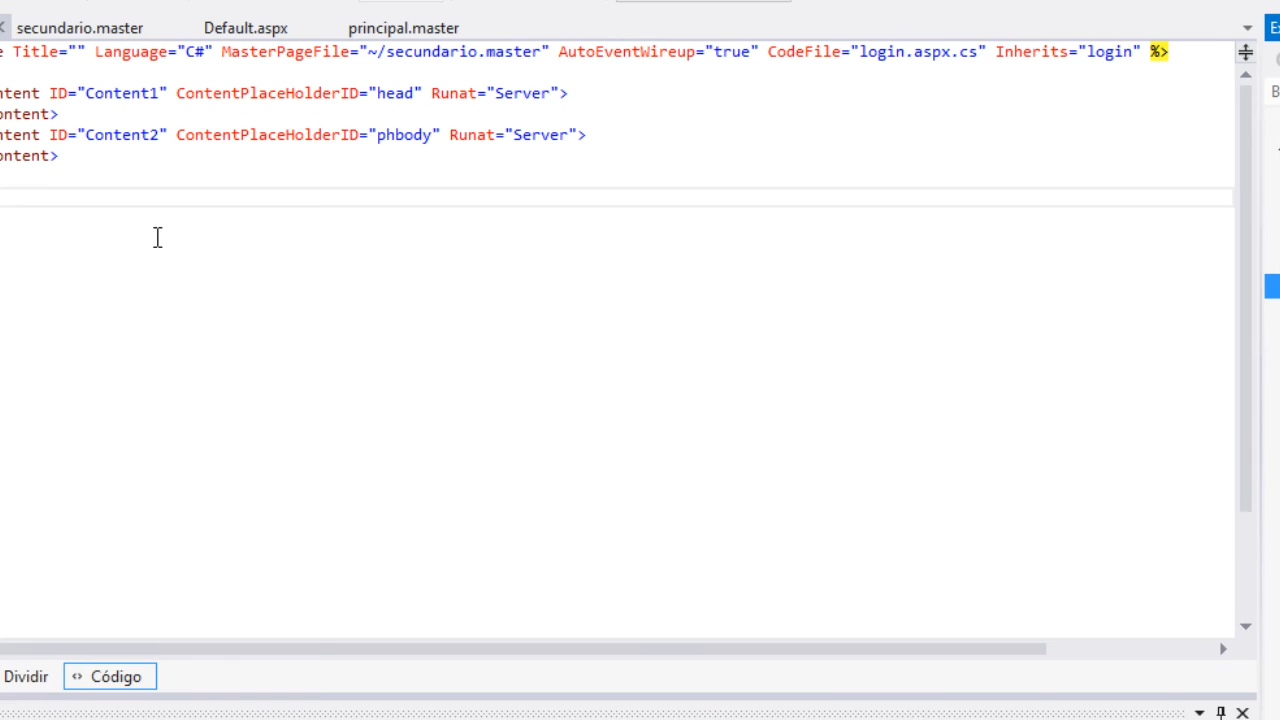 secundario.master Default.aspx principal.master
e Title="" Language="C#" MasterPageFile="~/secundario.master" AutoEventWireup="true" CodeFile="login.aspx.cs" Inherits="login" %>
ntent ID="Content1" ContentPlaceHolderID="head" Runat="Server">
ontent>
ntent ID="Content2" ContentPlaceHolderID="phbody" Runat="Server">
ontent>
Ex
B
Dividir
Código